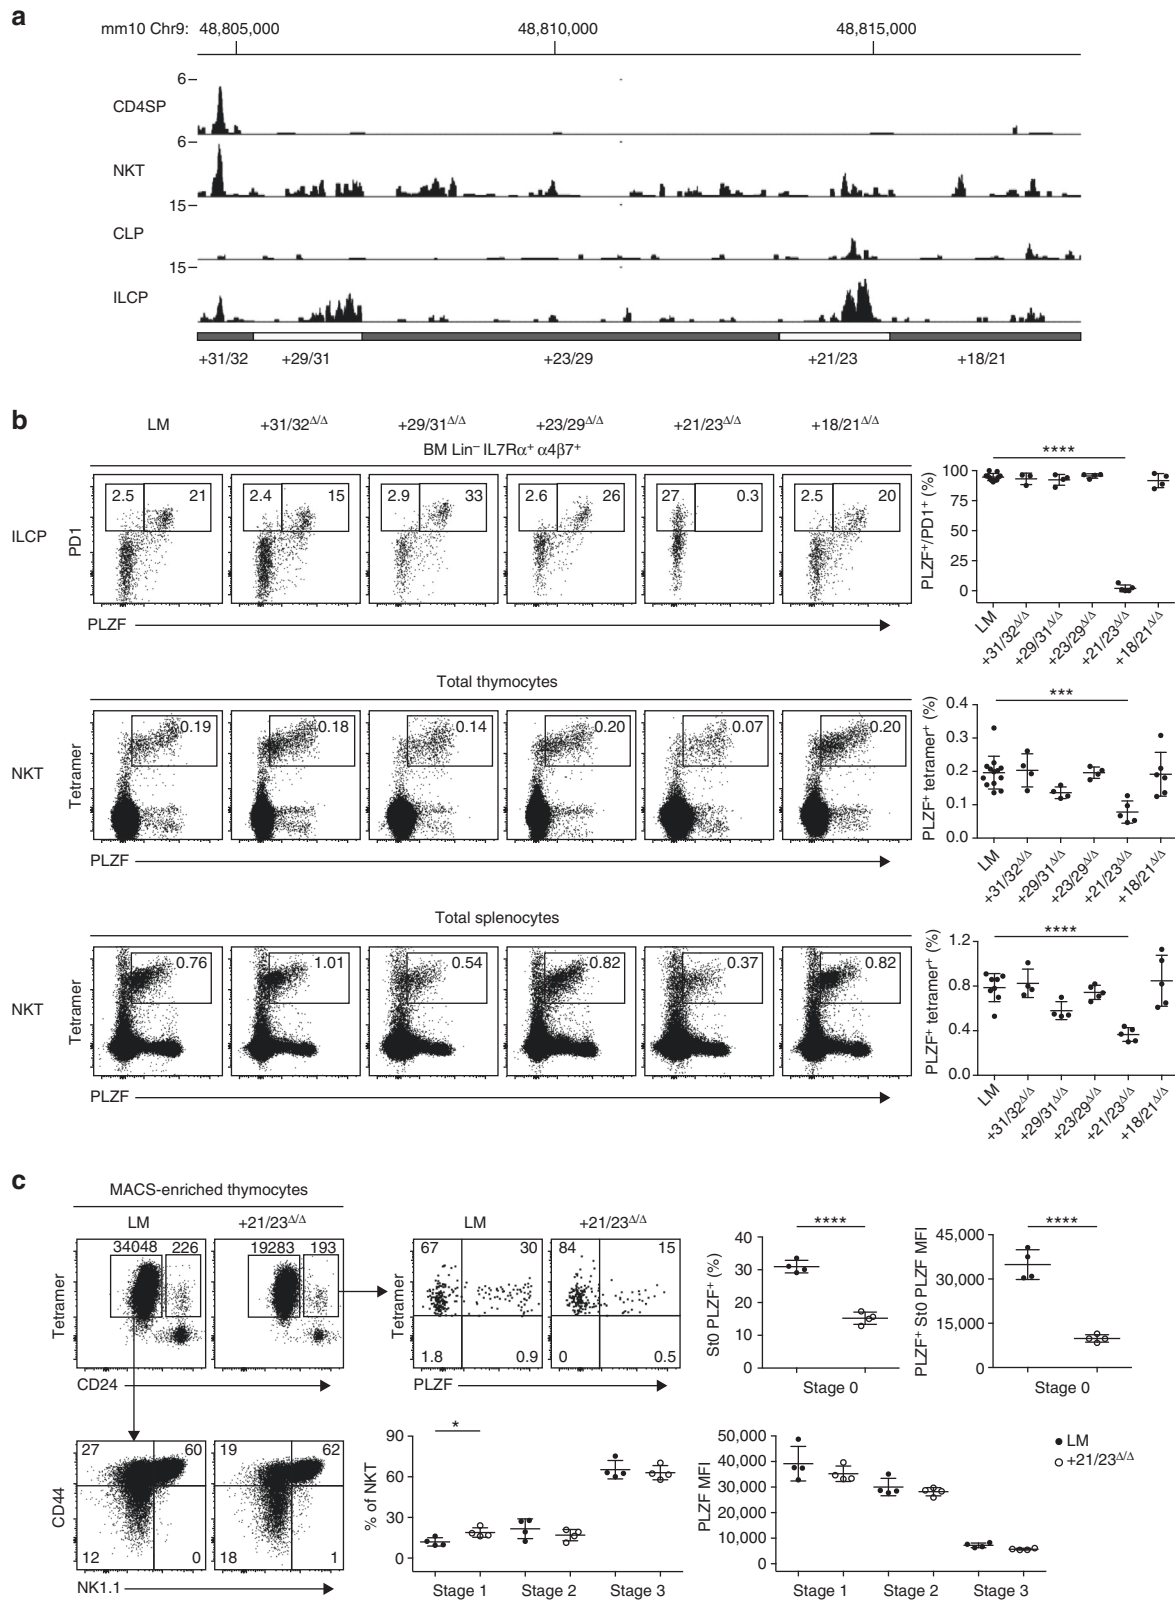 a
mm10 Chr9: 48,805,000 48,810,000 48,815,000
6
CD4SP
6
NKT
15
CLP
15
ILCP
+31/32 +29/31 +23/29 +21/23 +18/21
b
LM +31/32Δ/Δ +29/31Δ/Δ +23/29Δ/Δ +21/23Δ/Δ +18/21Δ/Δ
BM Lin– IL7Rα+ α4β7+
ILCP
PD1
2.5 21 2.4 15 2.9 33 2.6 26 27 0.3 2.5 20
PLZF
PLZF+/PD1+ (%)
100
75
50
25
0
****
LM +31/32Δ/Δ +29/31Δ/Δ +23/29Δ/Δ +21/23Δ/Δ +18/21Δ/Δ
Total thymocytes
NKT
Tetramer
0.19 0.18 0.14 0.20 0.07 0.20
PLZF
PLZF+ tetramer+ (%)
0.4
0.3
0.2
0.1
0.0
***
LM +31/32Δ/Δ +29/31Δ/Δ +23/29Δ/Δ +21/23Δ/Δ +18/21Δ/Δ
Total splenocytes
NKT
Tetramer
0.76 1.01 0.54 0.82 0.37 0.82
PLZF
PLZF+ tetramer+ (%)
1.2
0.8
0.4
0.0
****
LM +31/32Δ/Δ +29/31Δ/Δ +23/29Δ/Δ +21/23Δ/Δ +18/21Δ/Δ
c
MACS-enriched thymocytes
LM +21/23Δ/Δ
34048 226 19283 193
Tetramer
CD24
LM +21/23Δ/Δ
67 30 84 15
Tetramer
1.8 0.9 0 0.5
PLZF
St0 PLZF+ (%)
40
30
20
10
0
****
Stage 0
PLZF+ St0 PLZF MFI
45,000
30,000
15,000
0
****
Stage 0
27 60 19 62
CD44
12 0 18 1
NK1.1
% of NKT
90
60
30
0
*
Stage 1 Stage 2 Stage 3
PLZF MFI
50,000
40,000
30,000
20,000
10,000
0
Stage 1 Stage 2 Stage 3
LM
+21/23Δ/Δ